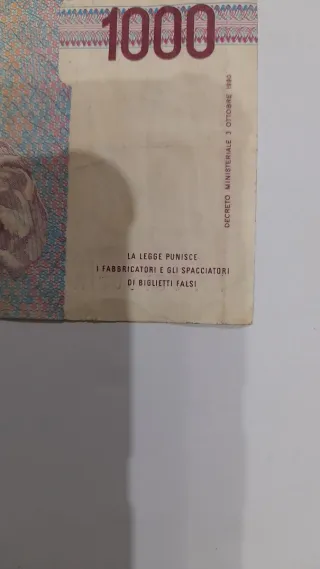 1000
DECRETO MINISTERIALE 3 OTTOBRE 1990
LA LEGGE PUNISCE
I FABBRICATORI E GLI SPACCIATORI
DI BIGLIETTI FALSI